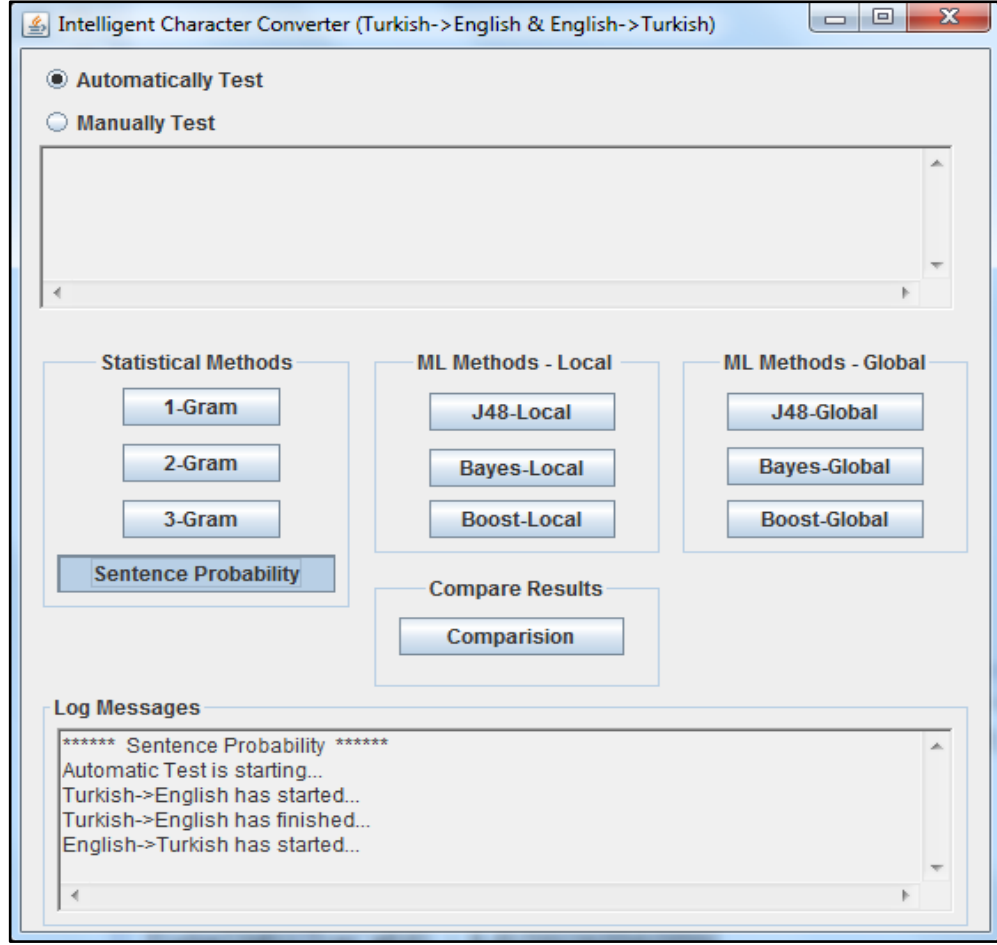 Intelligent Character Converter (Turkish->English & English->Turkish)
Automatically Test
Manually Test
Statistical Methods
1-Gram
2-Gram
3-Gram
Sentence Probability
ML Methods - Local
J48-Local
Bayes-Local
Boost-Local
ML Methods - Global
J48-Global
Bayes-Global
Boost-Global
Compare Results
Comparision
Log Messages
****** Sentence Probability ******
Automatic Test is starting...
Turkish->English has started...
Turkish->English has finished...
English->Turkish has started...